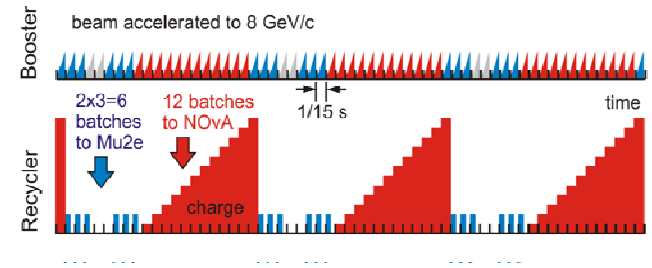 Booster
beam accelerated to 8 GeV/c
1/15 s
time
Recycler
2x3=6
batches
to Mu2e
12 batches
to NOvA
charge